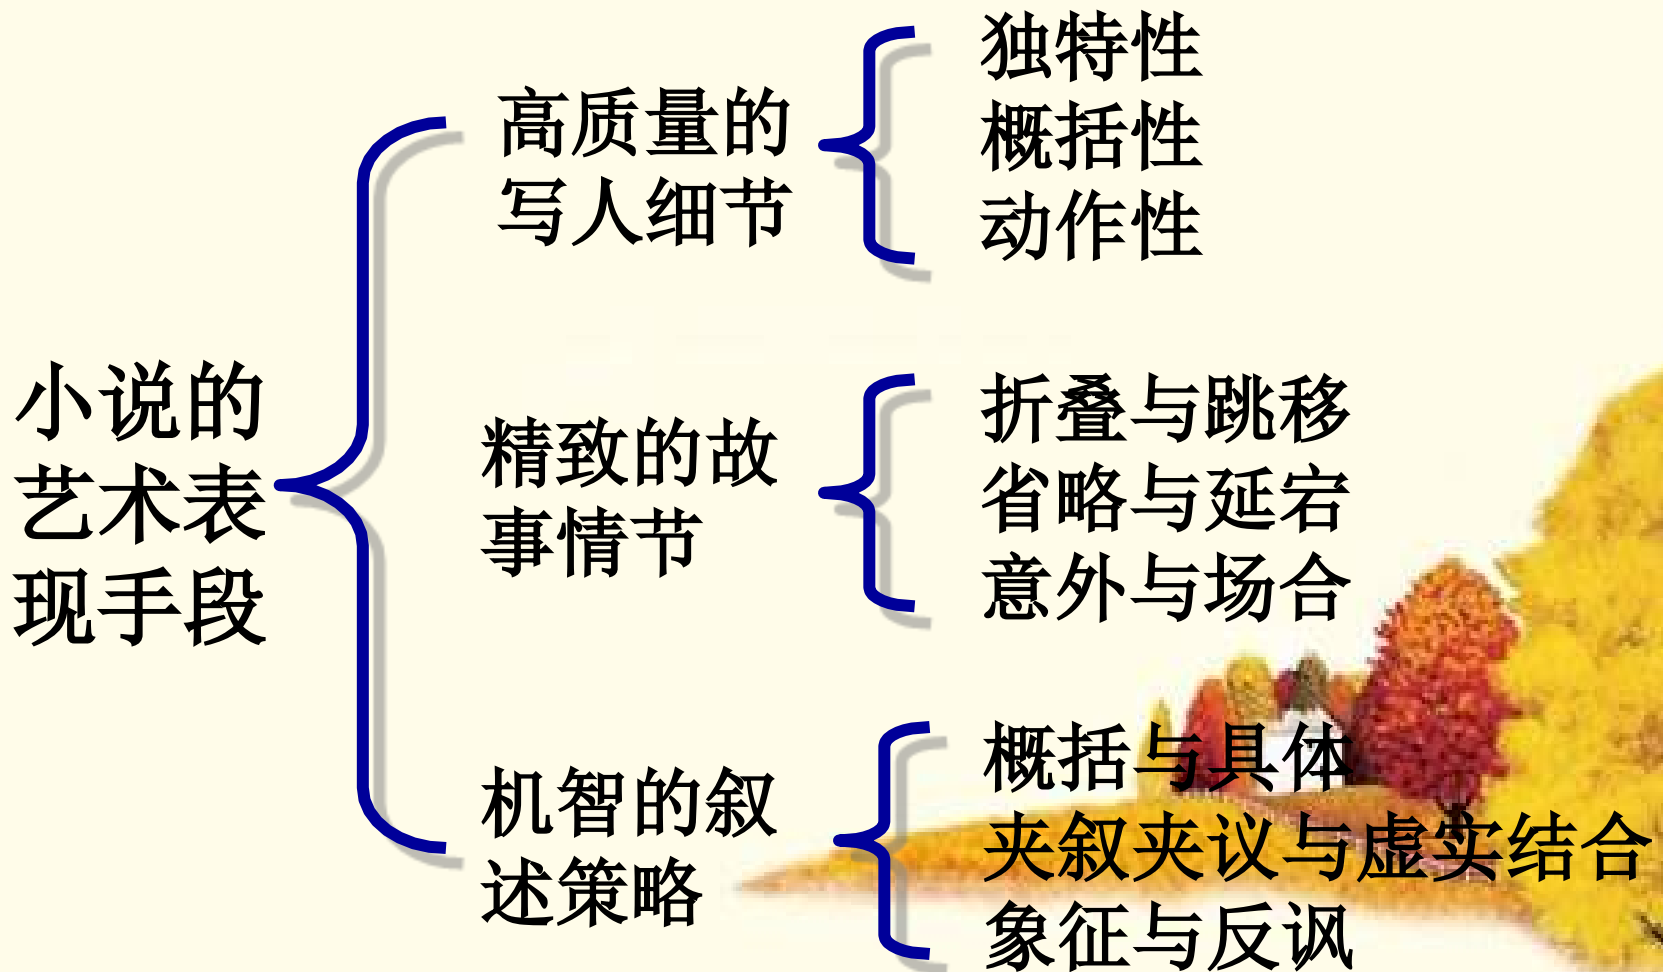 小说的
艺术表
现手段
高质量的
写人细节
独特性
概括性
动作性
精致的故
事情节
折叠与跳移
省略与延宕
意外与场合
机智的叙
述策略
概括与具体
夹叙夹议与虚实结合
象征与反讽